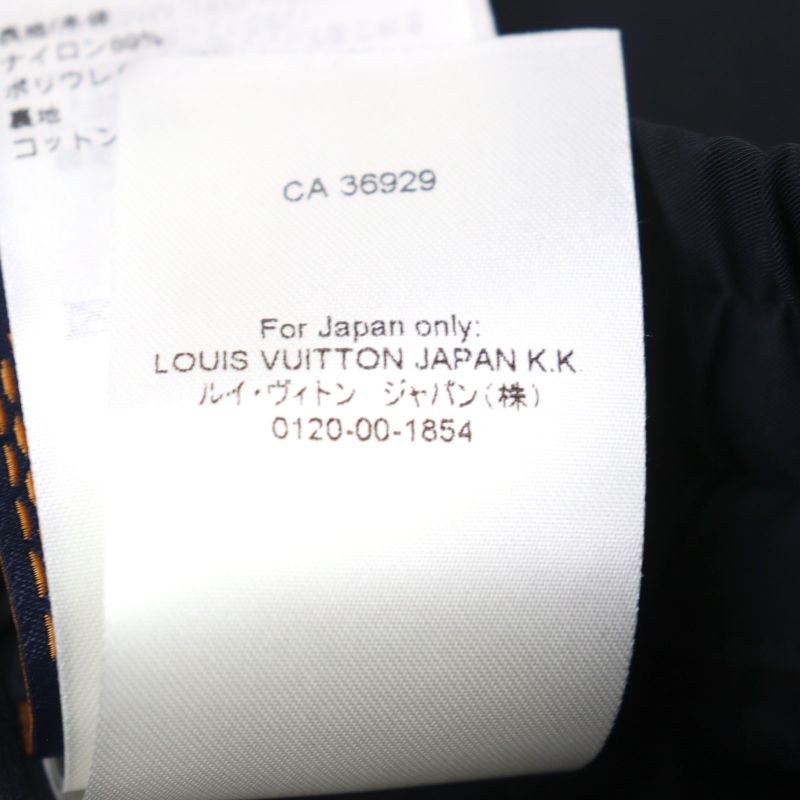 表地/本体
ナイロン89%
ポリウレ
裏地
コットン
CA 36929
For Japan only:
LOUIS VUITTON JAPAN K.K.
ルイ・ヴィトン ジャパン(株)
0120-00-1854